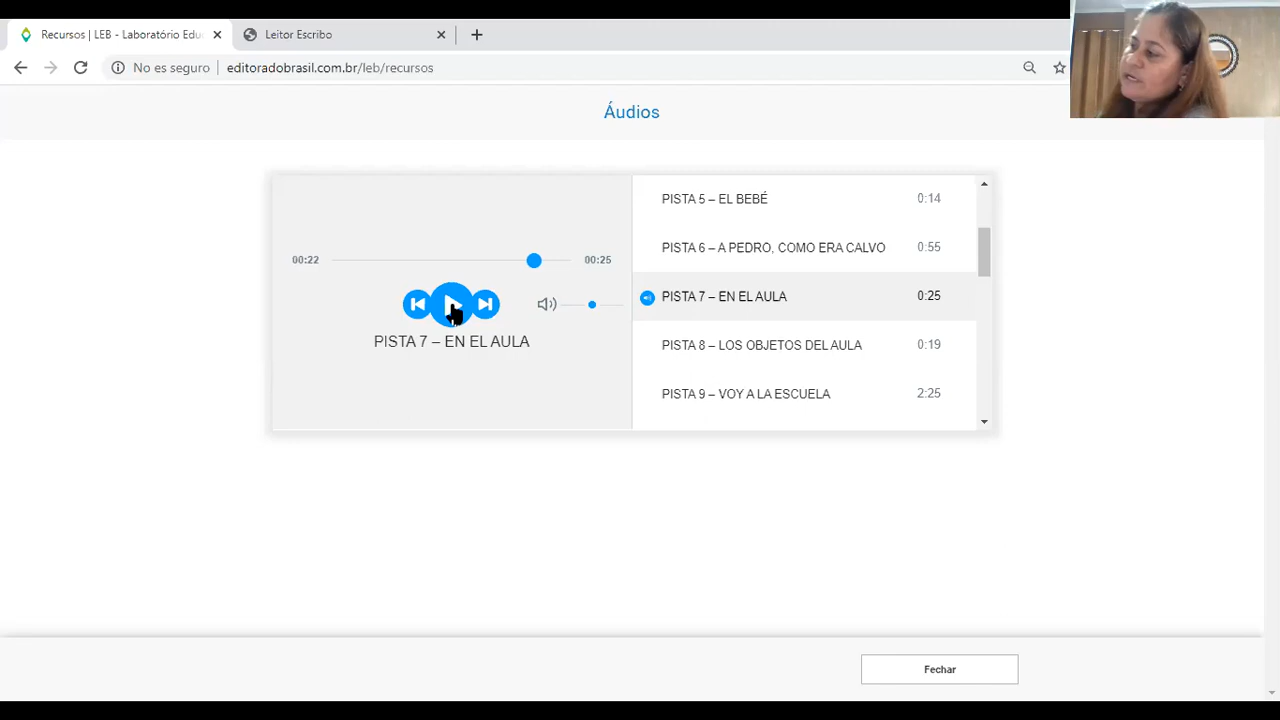 Recursos | LEB - Laboratório Edu
Leitor Escribo
No es seguro
editoradobrasil.com.br/leb/recursos
Áudios
PISTA 5 – EL BEBÉ 0:14
PISTA 6 – A PEDRO, COMO ERA CALVO 0:55
00:22 00:25
PISTA 7 – EN EL AULA 0:25
PISTA 7 – EN EL AULA
PISTA 8 – LOS OBJETOS DEL AULA 0:19
PISTA 9 – VOY A LA ESCUELA 2:25
Fechar